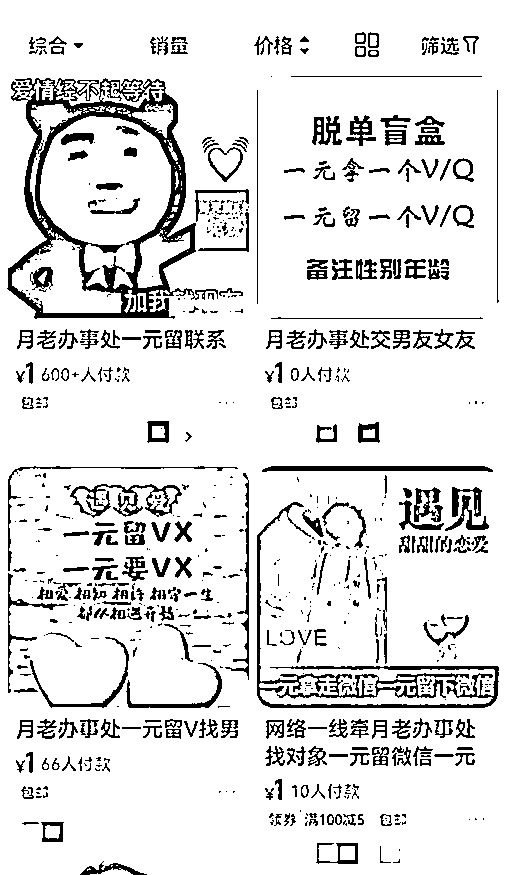 综合
销量
价格
筛选
爱情经不起等待
脱单盲盒
一元拿一个V/Q
一元留一个V/Q
备注性别年龄
月老办事处一元留联系
月老办事处交男友女友
¥1 600+人付款
¥1 0人付款
包邮
包邮
遇见爱
一元留VX
一元要VX
相爱 相知 相许 相守一生
都从相遇开始
遇见
甜甜的恋爱
LOVE
一元拿走微信一元留下微信
月老办事处一元留V找男
网络一线牵月老办事处
找对象一元留微信一元
¥1 66人付款
¥1 10人付款
包邮
领券 满100减5 包邮